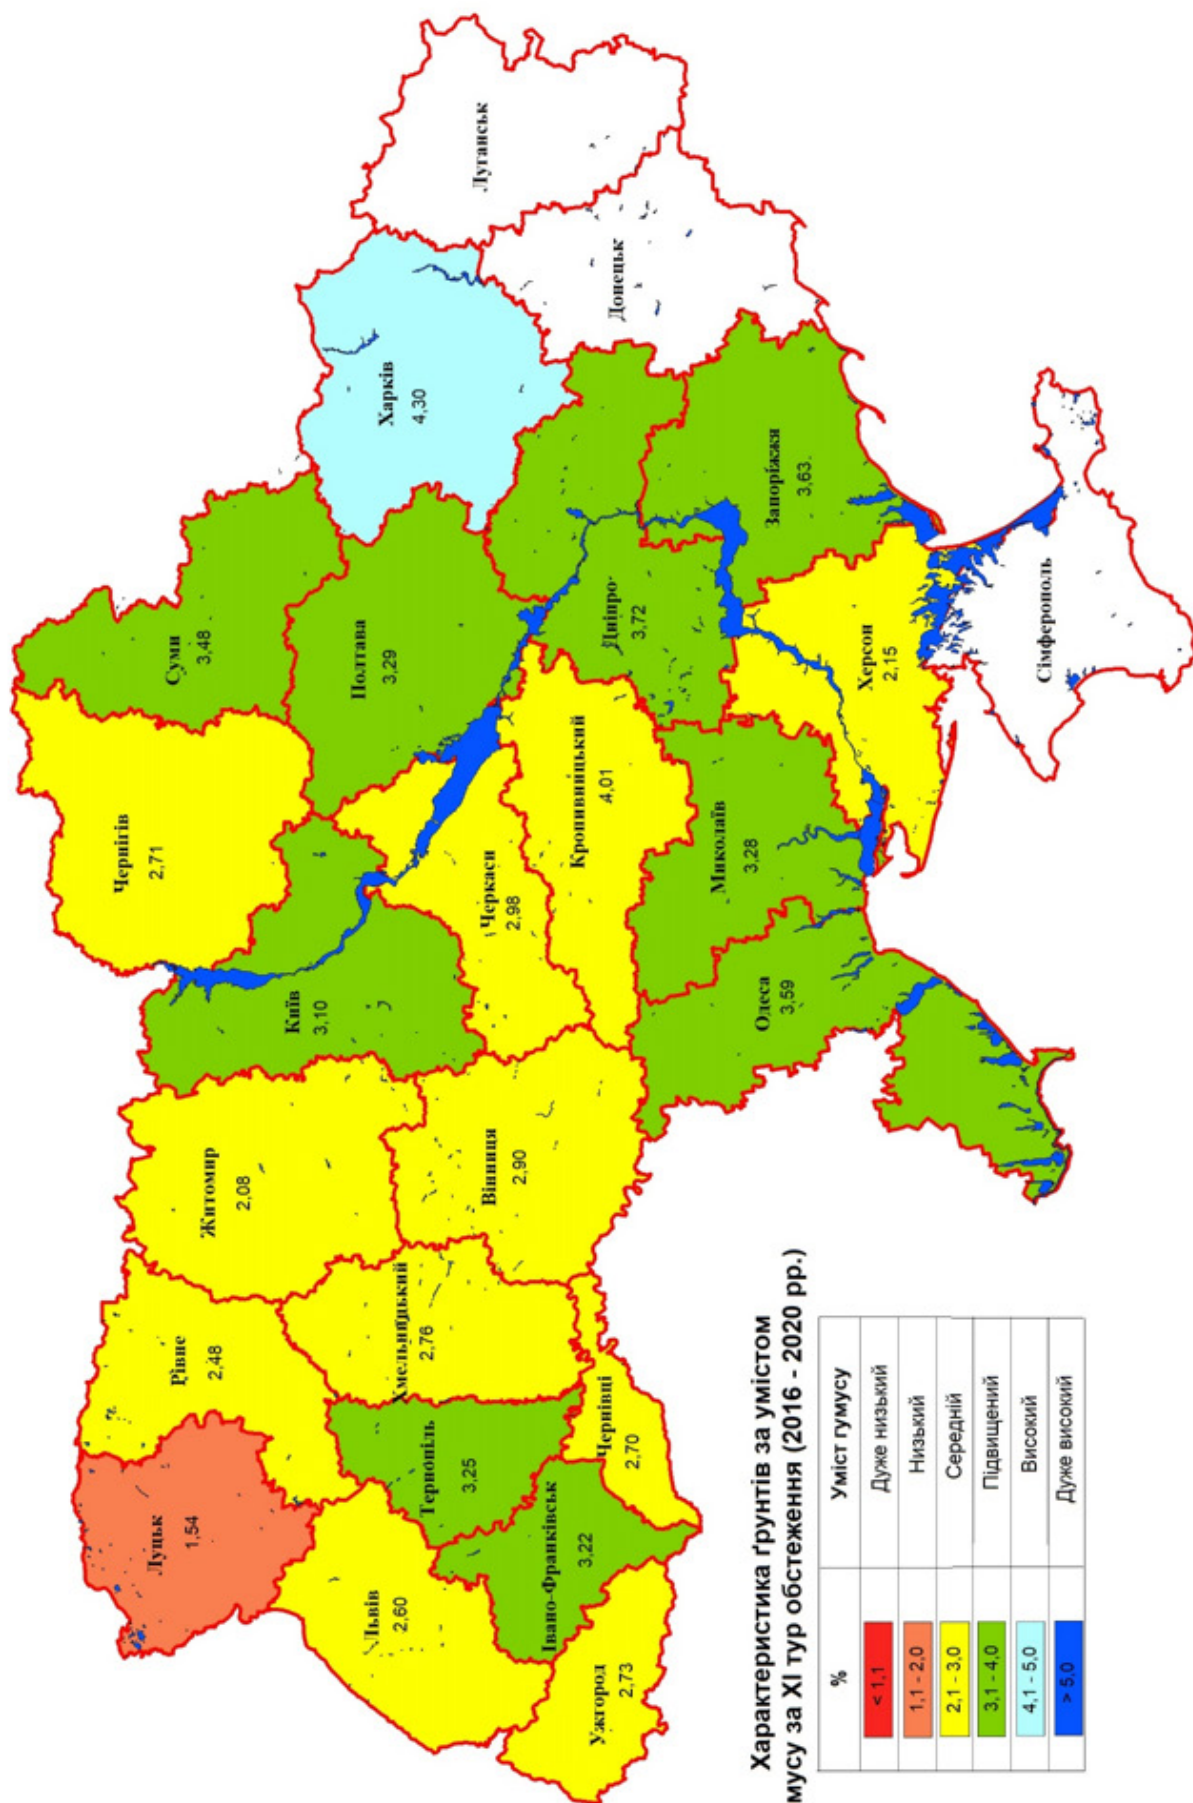 Луцьк
1,54
Рівне
2,48
Житомир
2,08
Київ
3,10
Чернігів
2,71
Суми
3,48
Львів
2,60
Тернопіль
3,25
Хмельницький
2,76
Вінниця
2,90
Черкаси
2,98
Полтава
3,29
Харків
4,30
Луганськ
Ужгород
2,73
Івано-Франківськ
3,22
Чернівці
2,70
Кропивницький
4,01
Дніпро
3,72
Донецьк
Одеса
3,59
Миколаїв
3,28
Запоріжжя
3,63
Херсон
2,15
Сімферополь
Характеристика ґрунтів за умістом
мусу за XI тур обстеження (2016 - 2020 рр.)
% Уміст гумусу
< 1,1 Дуже низький
1,1 - 2,0 Низький
2,1 - 3,0 Середній
3,1 - 4,0 Підвищений
4,1 - 5,0 Високий
> 5,0 Дуже високий